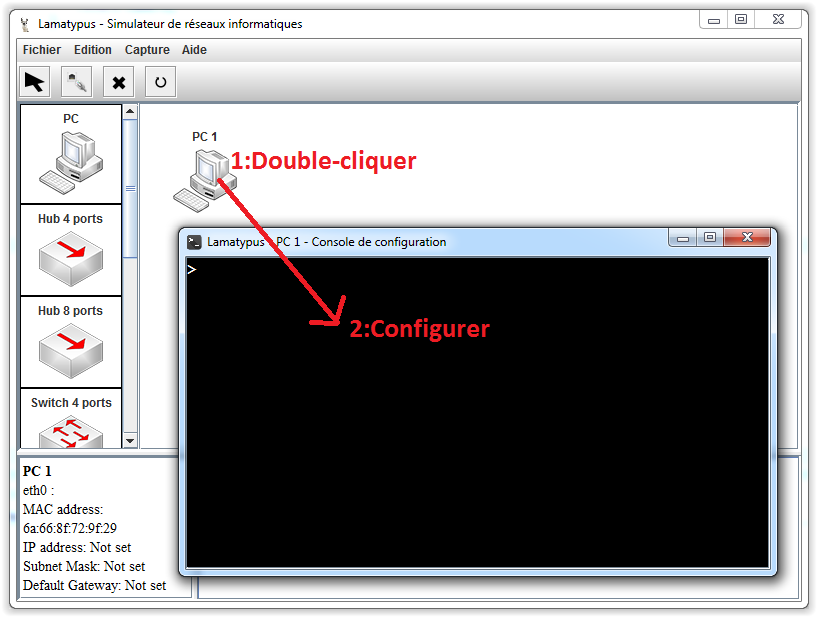 Lamatypus - Simulateur de réseaux informatiques
Fichier Edition Capture Aide
PC
Hub 4 ports
Hub 8 ports
Switch 4 ports
PC 1
1:Double-cliquer
Lamatypus - PC 1 - Console de configuration
>
2:Configurer
PC 1
eth0 :
MAC address:
6a:66:8f:72:9f:29
IP address: Not set
Subnet Mask: Not set
Default Gateway: Not set